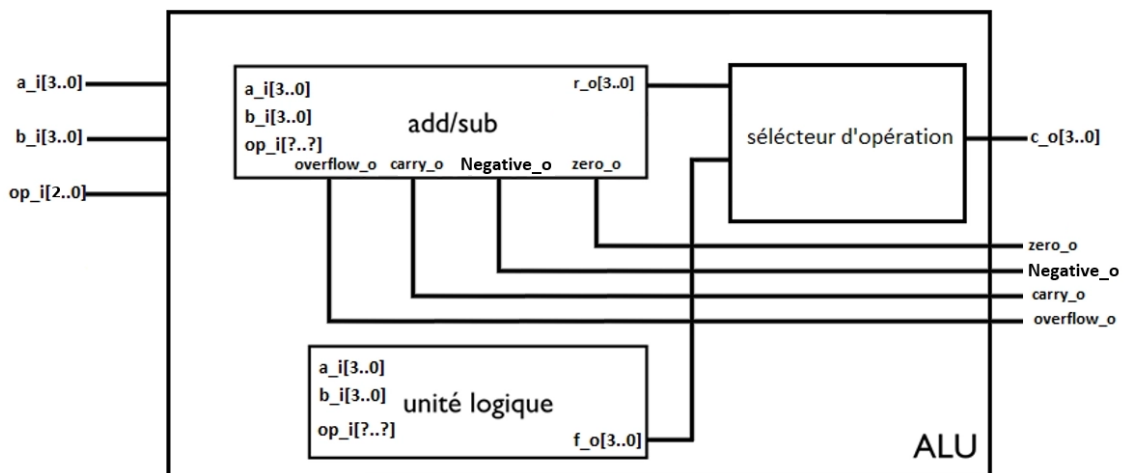 a_i[3..0]
b_i[3..0]
op_i[2..0]
a_i[3..0]
b_i[3..0]
op_i[?..?]
add/sub
r_o[3..0]
overflow_o carry_o Negative_o zero_o
sélécteur d'opération
c_o[3..0]
zero_o
Negative_o
carry_o
overflow_o
a_i[3..0]
b_i[3..0]
op_i[?..?]
unité logique
f_o[3..0]
ALU